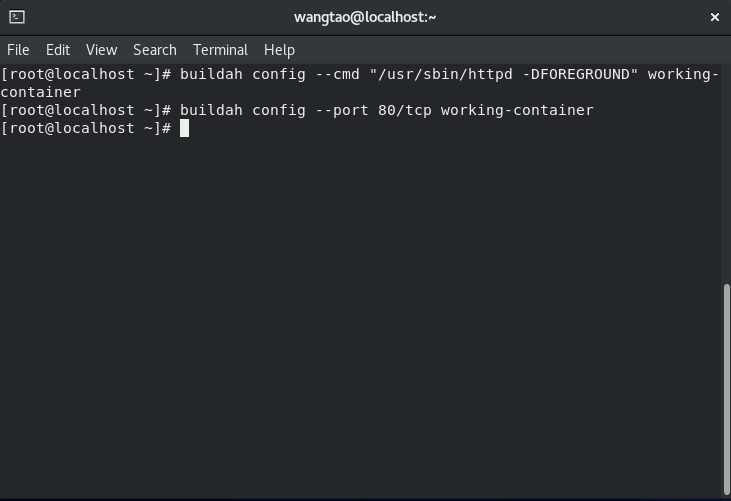 wangtao@localhost:~
File Edit View Search Terminal Help
[root@localhost ~]# buildah config --cmd "/usr/sbin/httpd -DFOREGROUND" working-
container
[root@localhost ~]# buildah config --port 80/tcp working-container
[root@localhost ~]#